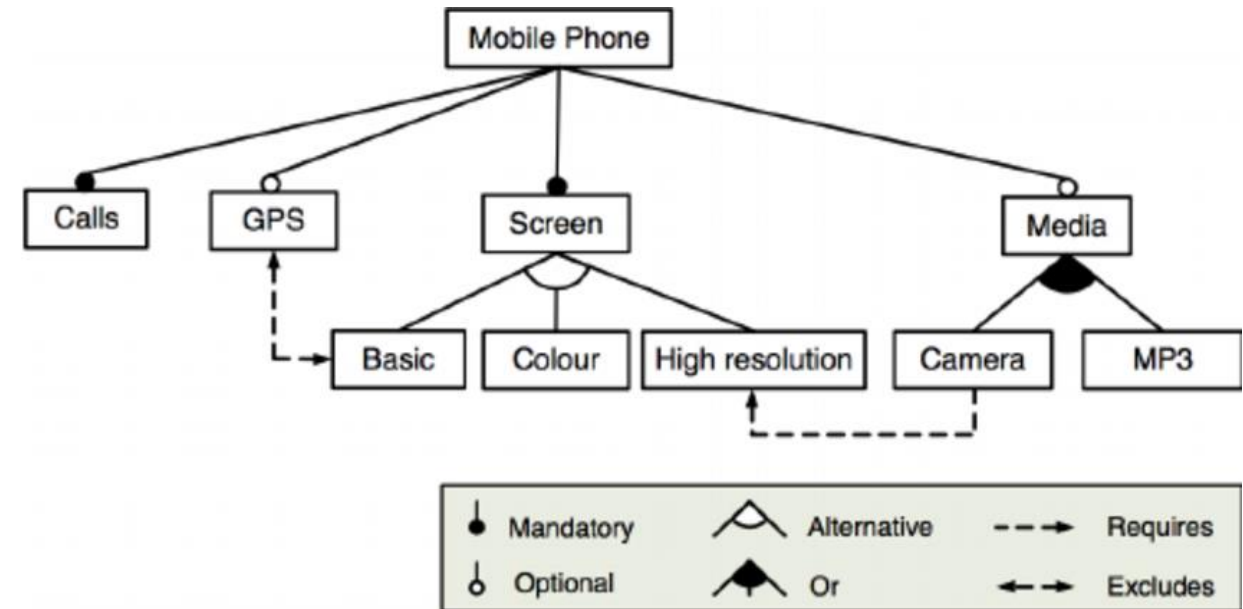 Mobile Phone
Calls
GPS
Screen
Media
Basic
Colour
High resolution
Camera
MP3
Mandatory
Alternative
Requires
Optional
Or
Excludes